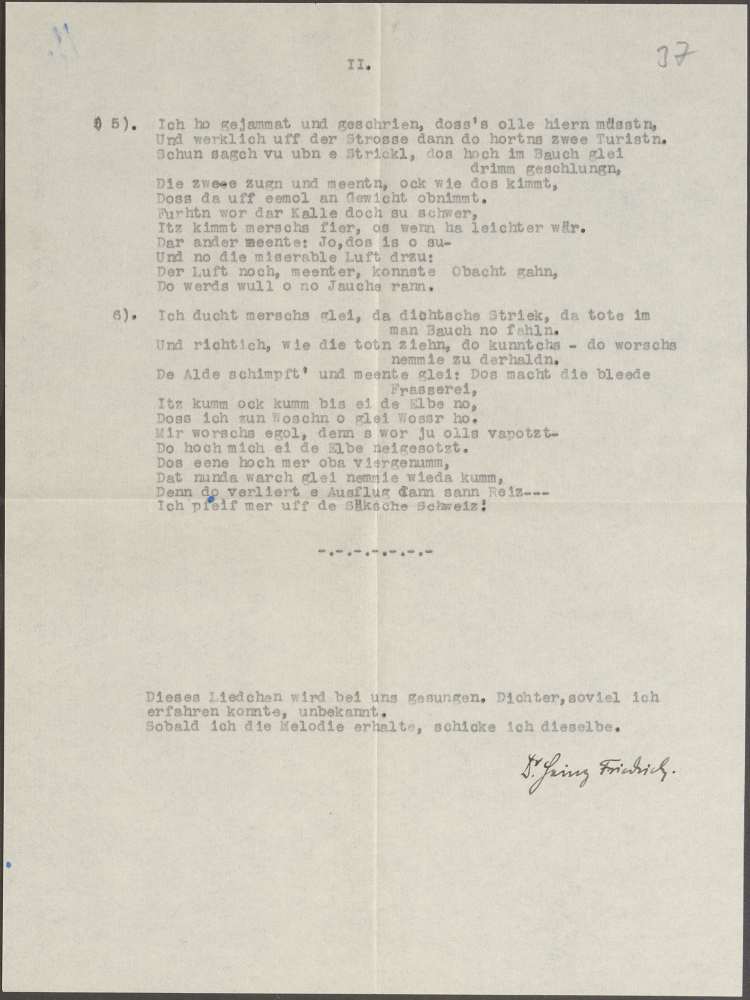 II.
37
5). Ich ho gejammat und geschrien, doss's olle hiern müsstn,
Und werklich uff der Strosse dann do hortns zwee Turistn.
Schun sagch vu ubn e Strickl, dos hoch im Bauch glei
drimm geschlungn,
Die zweee zugn und meentn, ock wie dos kimmt,
Doss da uff eemol an Gewicht obnimmt.
Furhtn wor dar Kalle doch su schwer,
Itz kimmt merschs fier, os wenn ha leichter wär.
Dar ander meente: Jo,dos is o su-
Und no die miserable Luft drzu:
Der Luft noch, meenter, konnste Obacht gahn,
Do werds wull o no Jauche rann.
6). Ich ducht merschs glei, da dichtsche Striek, da tote im
man Bauch no fahln.
Und richtich, wie die totn ziehn, do kunntchs - do worschs
nemmie zu derhaldn.
De Alde schimpft' und meente glei: Dos macht die bleede
Frasserei,
Itz kumm ock kumm bis ei de Elbe no,
Doss ich zun Woschn o glei Wossr ho.
Mir worschs egol, denn s wor ju olls vapotzt-
Do hoch mich ei de Elbe neigesotzt.
Dos eene hoch mer oba viergenumm,
Dat nunda warch glei nemmie wieda kumm,
Denn do verliert e Ausflug dann sann Reiz---
Ich pfeif mer uff de Säksche Schweiz!
-.-.-.-.-.-.-
Dieses Liedchen wird bei uns gesungen. Dichter,soviel ich
erfahren konnte, unbekannt.
Sobald ich die Melodie erhalte, schicke ich dieselbe.
Dr. Heinz Friedrich.